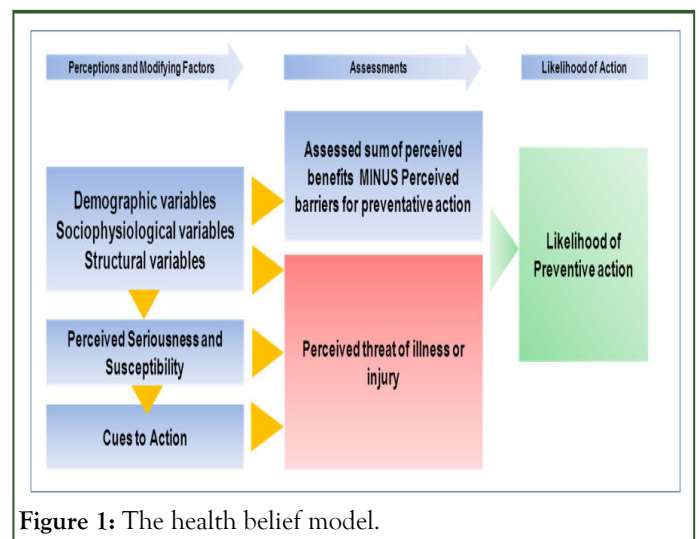 Perceptions and Modifying Factors
Assessments
Likelihood of Action
Demographic variables
Sociophysiological variables
Structural variables
Perceived Seriousness and
Susceptibility
Cues to Action
Assessed sum of perceived
benefits MINUS Perceived
barriers for preventative action
Perceived threat of illness or
injury
Likelihood of
Preventive action
Figure 1: The health belief model.